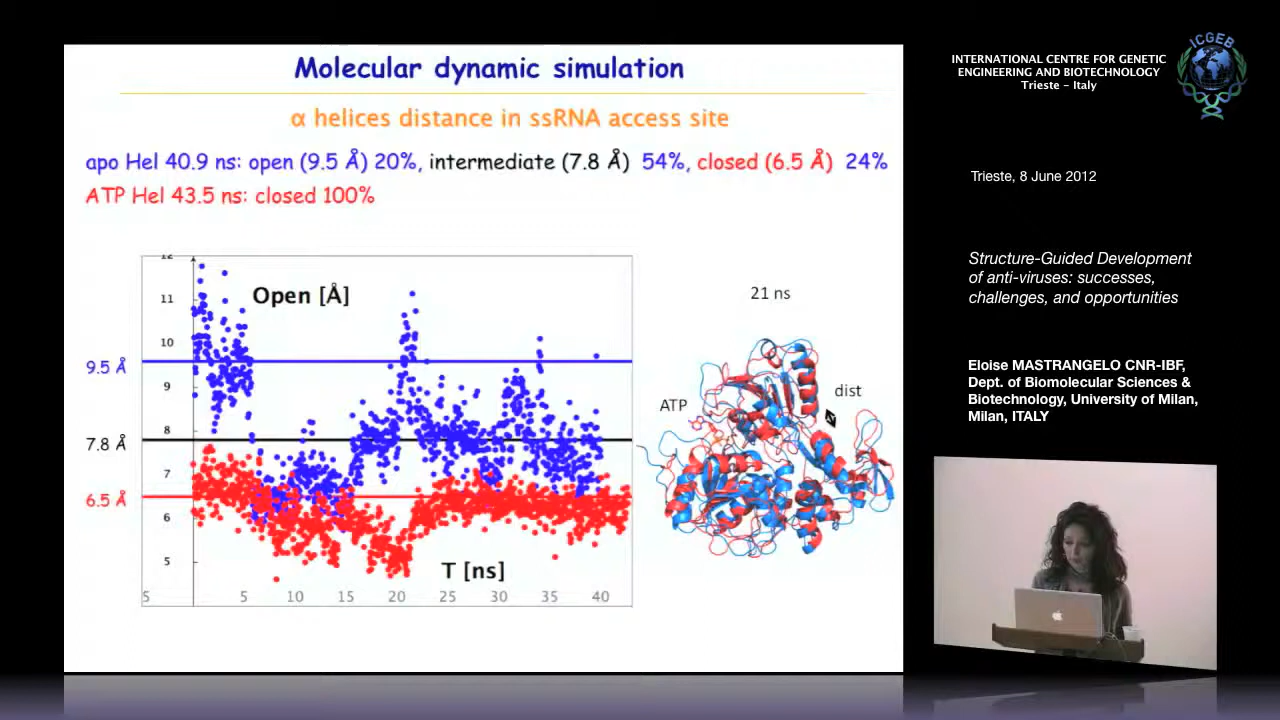 Molecular dynamic simulation
α helices distance in ssRNA access site
apo Hel 40.9 ns: open (9.5 Å) 20%, intermediate (7.8 Å) 54%, closed (6.5 Å) 24%
ATP Hel 43.5 ns: closed 100%
12
11
10
9
8
7
6
5
Open [Å]
9.5 Å
7.8 Å
6.5 Å
T [ns]
5 5 10 15 20 25 30 35 40
21 ns
ATP
dist
INTERNATIONAL CENTRE FOR GENETIC
ENGINEERING AND BIOTECHNOLOGY
Trieste - Italy
ICGEB
Trieste, 8 June 2012
Structure-Guided Development
of anti-viruses: successes,
challenges, and opportunities
Eloise MASTRANGELO CNR-IBF,
Dept. of Biomolecular Sciences &
Biotechnology, University of Milan,
Milan, ITALY